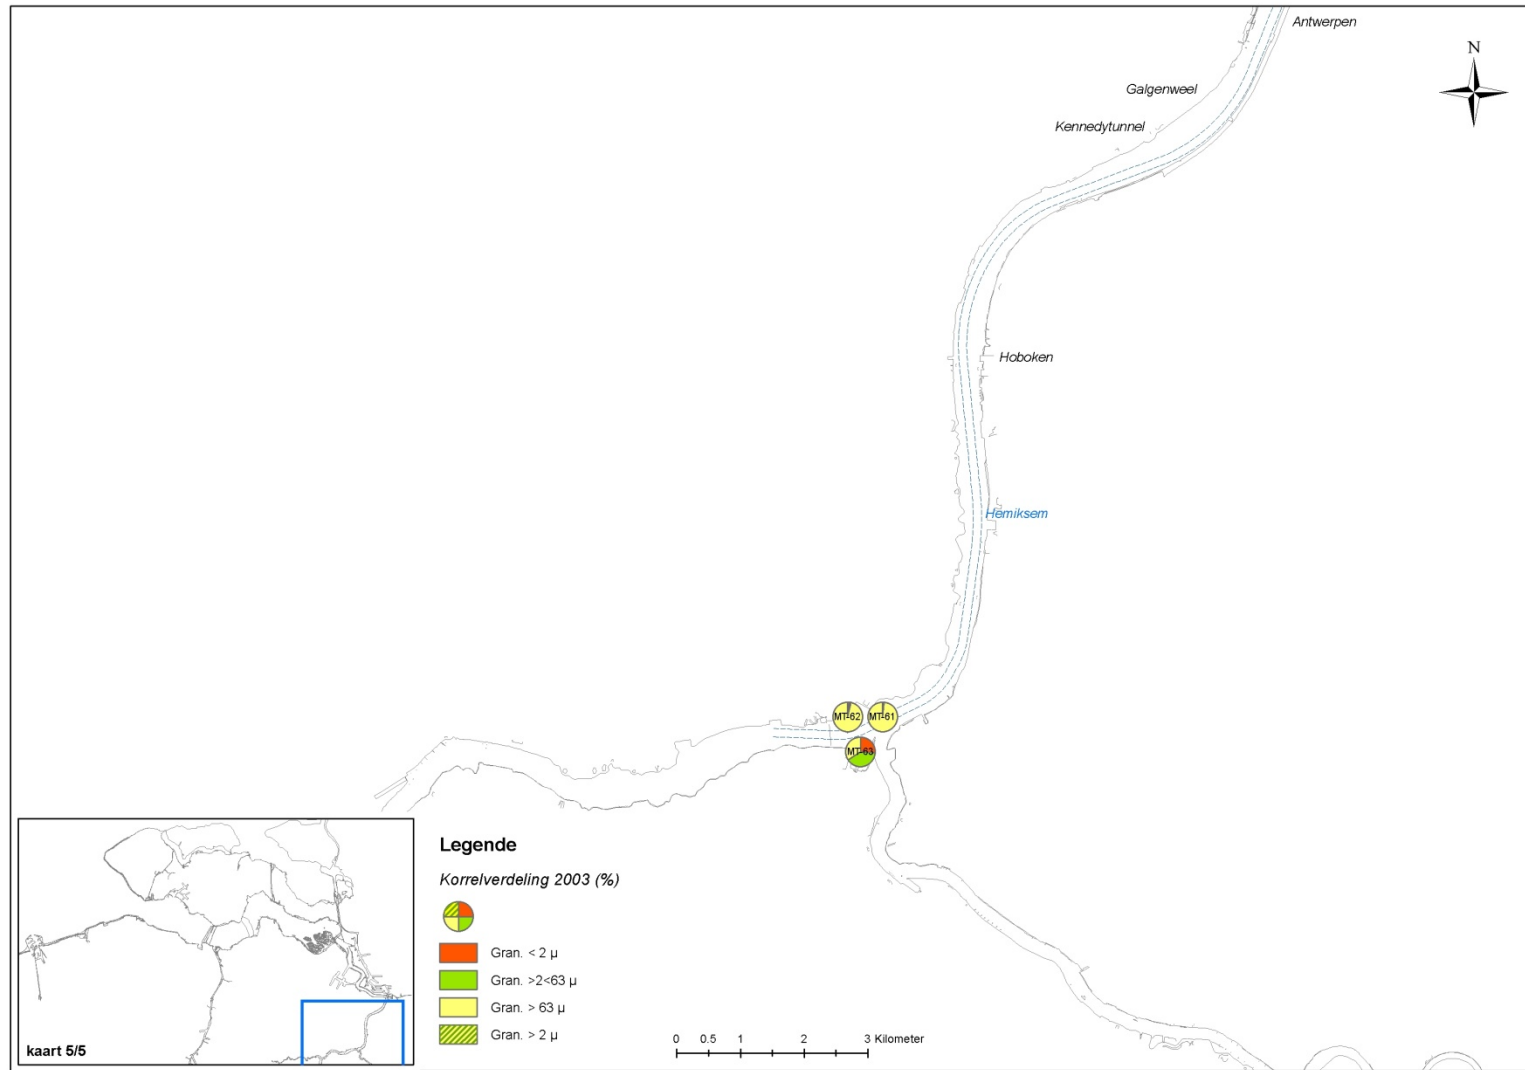 Antwerpen
N
Galgenweel
Kennedytunnel
Hoboken
Hemiksem
MT-62
MT-61
MT-63
Legende
Korrelverdeling 2003 (%)
Gran. < 2 µ
Gran. >2<63 µ
Gran. > 63 µ
Gran. > 2 µ
0 0.5 1 2 3 Kilometer
kaart 5/5